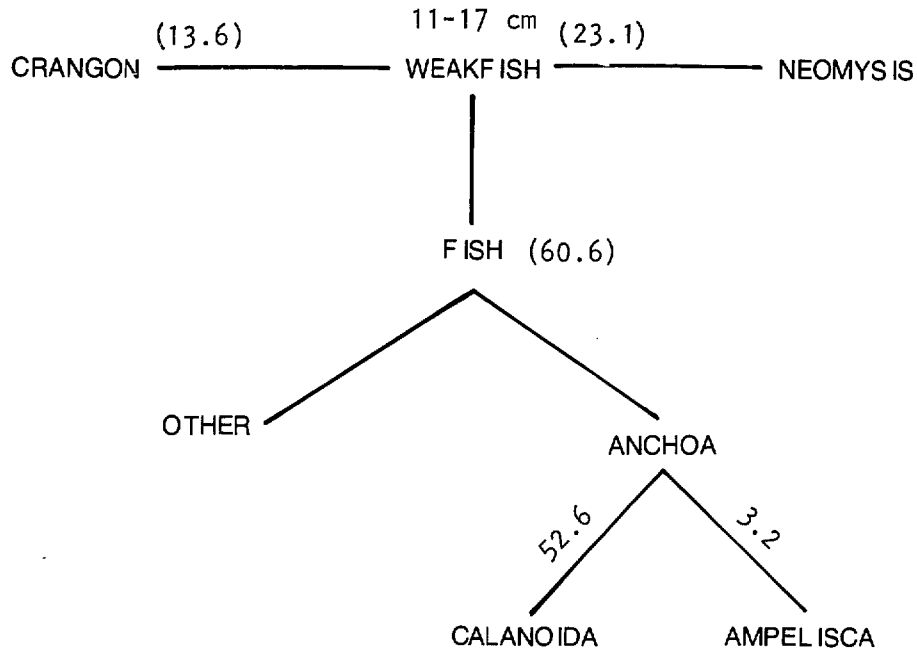 11-17 cm
(13.6) (23.1)
CRANGON WEAKFISH NEOMYSIS
FISH (60.6)
OTHER
ANCHOA
52.6 3.2
CALANOIDA AMPELISCA